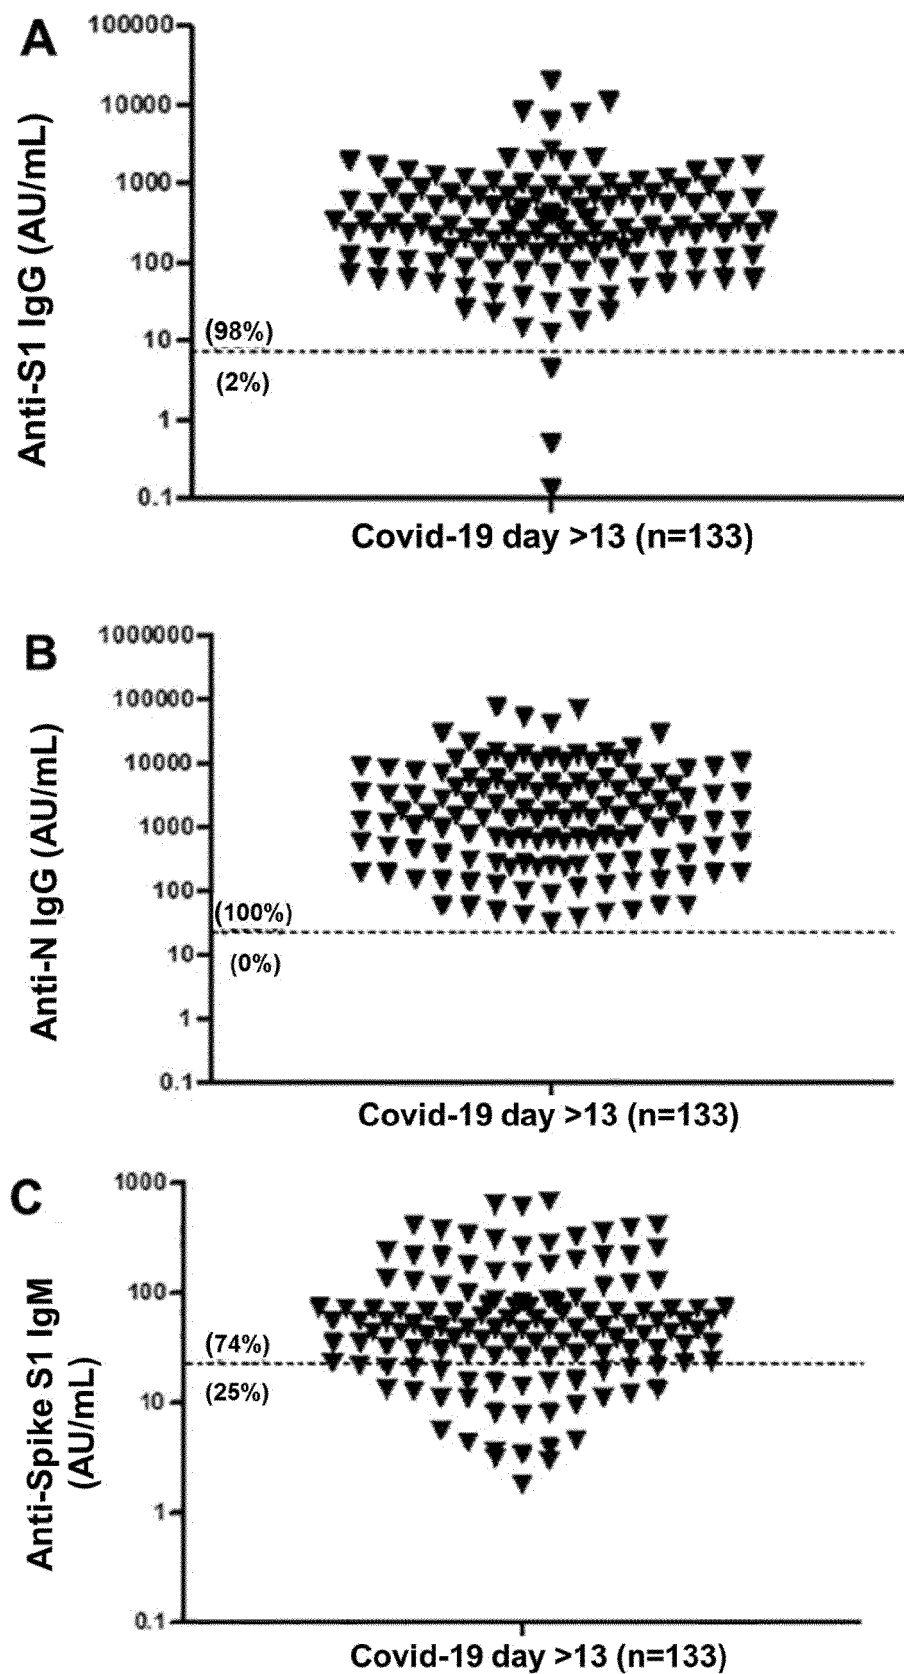 A
Anti-S1 IgG (AU/mL)
100000
10000
1000
100
10
1
0.1
(98%)
(2%)
Covid-19 day >13 (n=133)
B
Anti-N IgG (AU/mL)
1000000
100000
10000
1000
100
10
1
0.1
(100%)
(0%)
Covid-19 day >13 (n=133)
C
Anti-Spike S1 IgM
(AU/mL)
1000
100
10
1
0.1
(74%)
(25%)
Covid-19 day >13 (n=133)